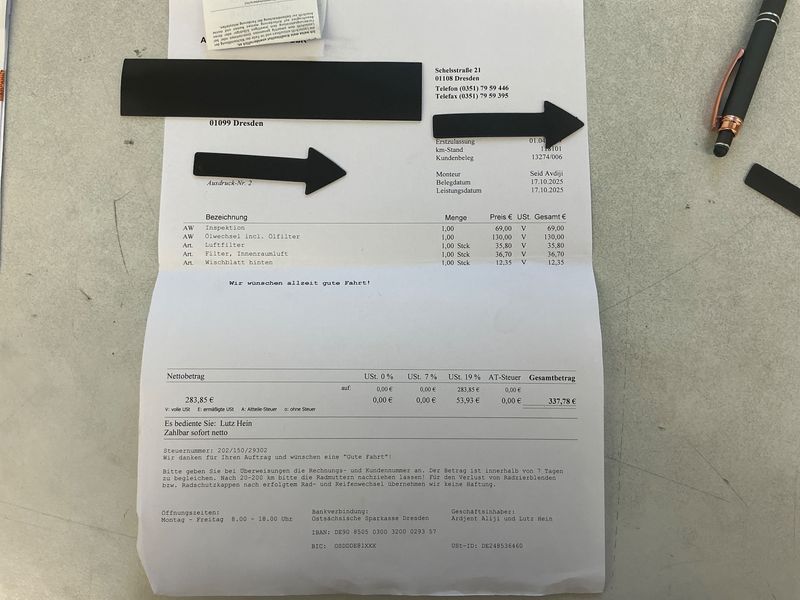 Scheisstraße 21
01108 Dresden
Telefon (0351) 79 59 446
Telefax (0351) 79 59 395
01099 Dresden
Erstzulassung 01.04
km-Stand 118101
Kundenbeleg 13274/006
Monteur Seid Avdiji
Ausdruck-Nr. 2 Belegdatum 17.10.2025
Leistungsdatum 17.10.2025
Bezeichnung Menge Preis € USt. Gesamt €
AW Inspektion 1,00 69,00 V 69,00
AW Ölwechsel incl. Ölfilter 1,00 130,00 V 130,00
Art. Luftfilter 1,00 Stck 35,80 V 35,80
Art. Filter, Innenraumluft 1,00 Stck 36,70 V 36,70
Art. Wischblatt hinten 1,00 Stck 12,35 V 12,35
Wir wünschen allzeit gute Fahrt!
Nettobetrag USt. 0 % USt. 7 % USt. 19 % AT-Steuer Gesamtbetrag
auf: 0,00 € 0,00 € 283,85 € 0,00 €
283,85 € 0,00 € 0,00 € 53,93 € 0,00 € 337,78 €
V: volle USt E: ermäßigte USt A: Altteile-Steuer o: ohne Steuer
Es bediente Sie: Lutz Hein
Zahlbar sofort netto
Steuernummer: 202/150/29302
Wir danken für Ihren Auftrag und wünschen eine "Gute Fahrt"!
Bitte geben Sie bei Überweisungen die Rechnungs- und Kundennummer an. Der Betrag ist innerhalb von 7 Tagen
zu begleichen. Nach 20-200 km bitte die Radmuttern nachziehen lassen! Für den Verlust von Radzierblenden
bzw. Radschutzkappen nach erfolgtem Rad- und Reifenwechsel übernehmen wir keine Haftung.
Öffnungszeiten: Bankverbindung: Geschäftsinhaber:
Montag - Freitag 8.00 - 18.00 Uhr Ostsächsische Sparkasse Dresden Ardjent Aliji und Lutz Hein
IBAN: DE90 8505 0300 3200 0293 57
BIC: OSDDDE81XXX USt-ID: DE248536460